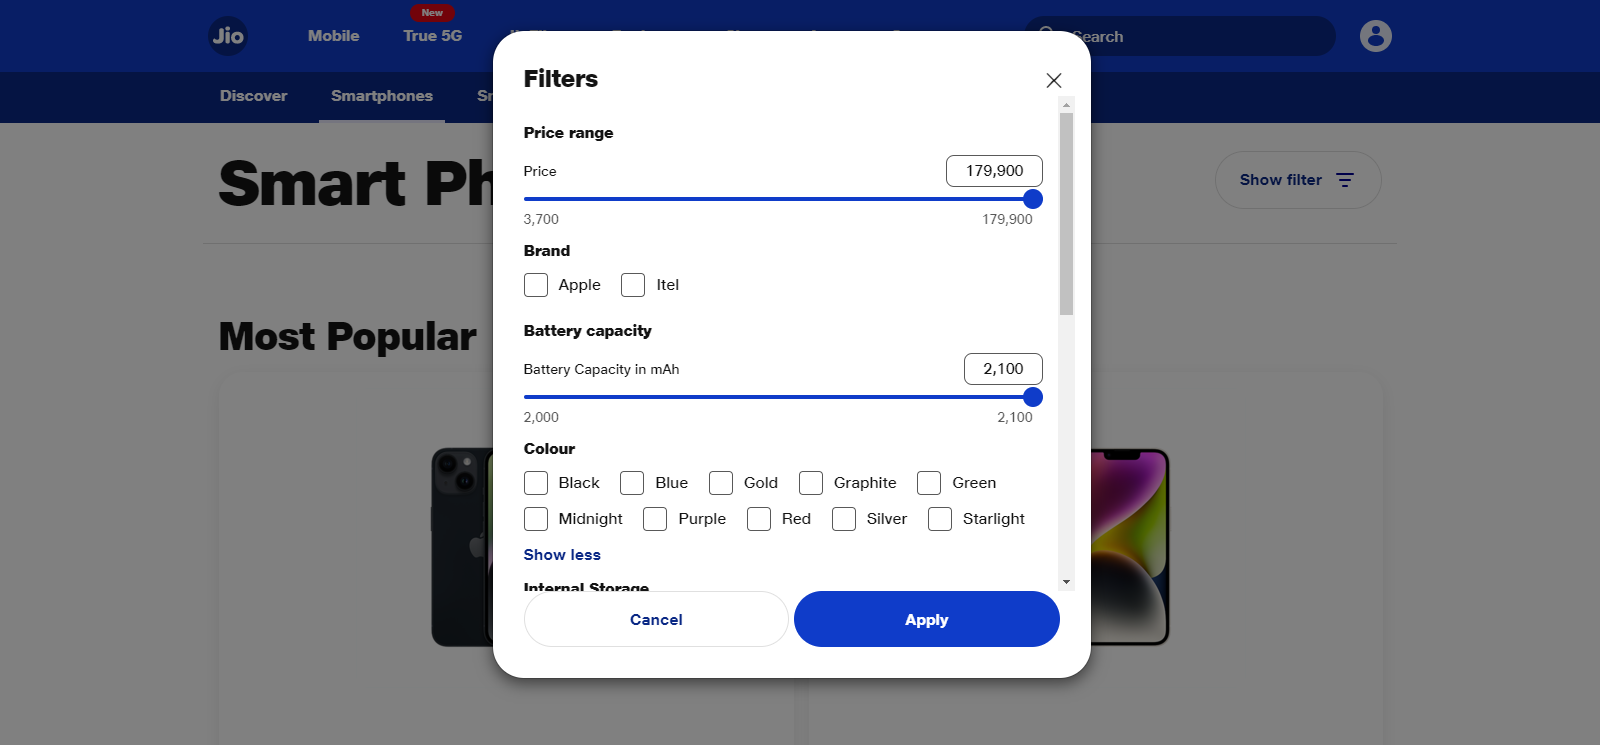 New
Jio
Mobile
True 5G
Search
Discover
Smartphones
Smart Ph
Show filter
Most Popular
Filters
Price range
Price
179,900
3,700
179,900
Brand
Apple
Itel
Battery capacity
Battery Capacity in mAh
2,100
2,000
2,100
Colour
Black
Blue
Gold
Graphite
Green
Midnight
Purple
Red
Silver
Starlight
Show less
Internal Storage
Cancel
Apply